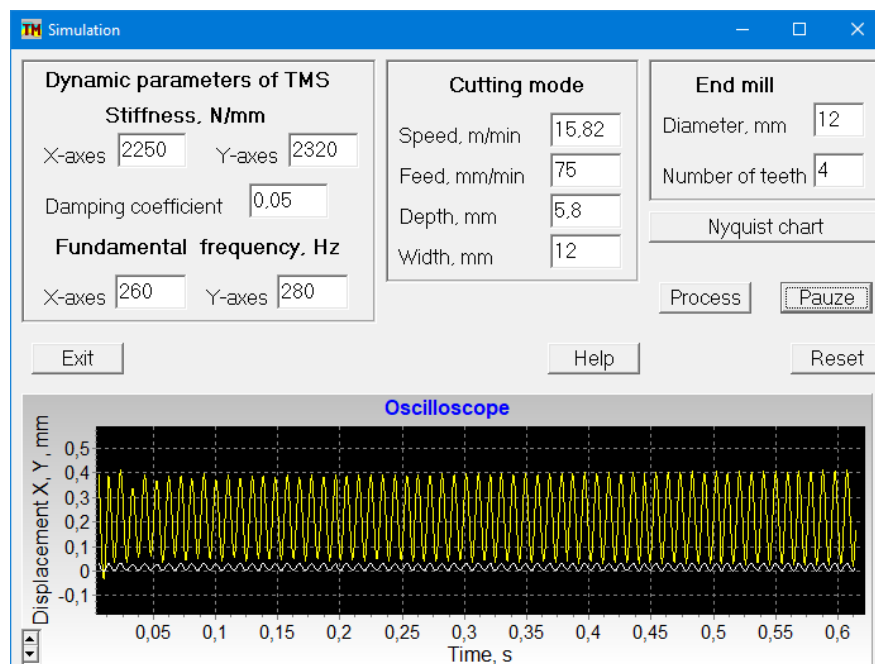 TM Simulation
Dynamic parameters of TMS
Stiffness, N/mm
X-axes 2250 Y-axes 2320
Damping coefficient 0,05
Fundamental frequency, Hz
X-axes 260 Y-axes 280
Cutting mode
Speed, m/min 15,82
Feed, mm/min 75
Depth, mm 5,8
Width, mm 12
End mill
Diameter, mm 12
Number of teeth 4
Nyquist chart
Process Pauze
Exit Help Reset
Oscilloscope
Displacement X, Y, mm
0,5
0,4
0,3
0,2
0,1
0
-0,1
0,05 0,1 0,15 0,2 0,25 0,3 0,35 0,4 0,45 0,5 0,55 0,6
Time, s